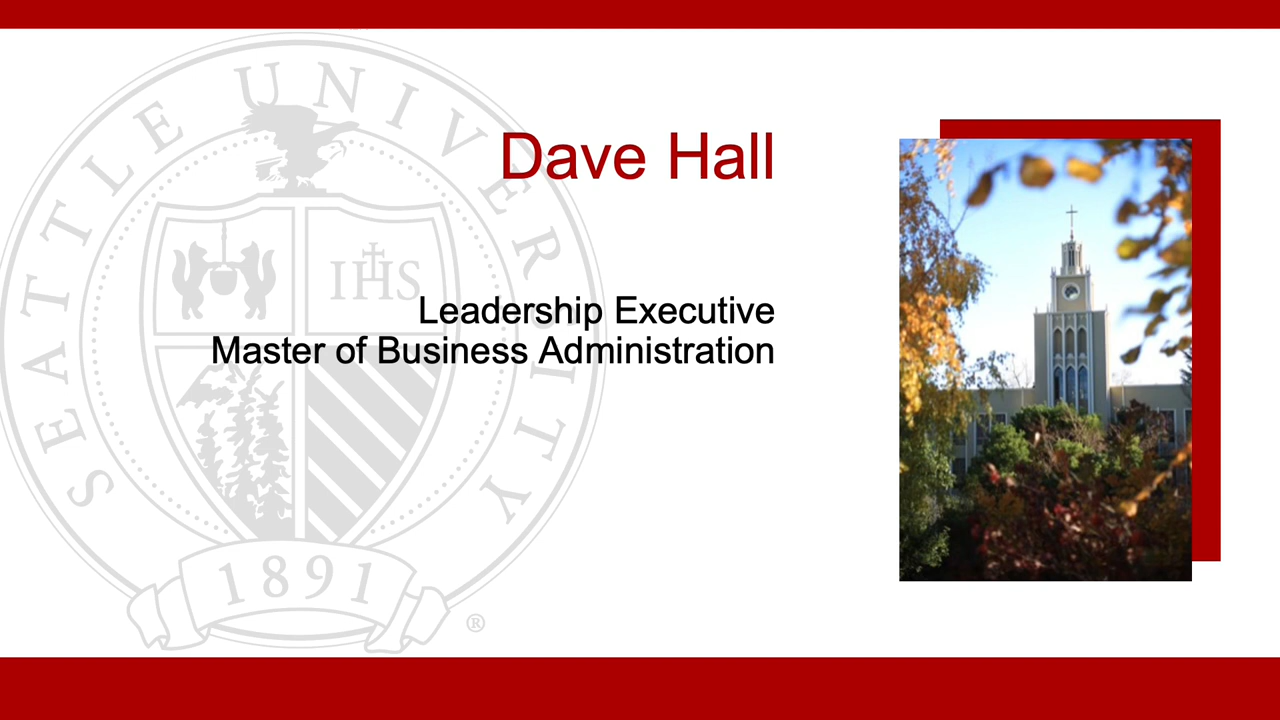 SEATTLE UNIVERSITY
Dave Hall
IHS
Leadership Executive
Master of Business Administration
1891
®